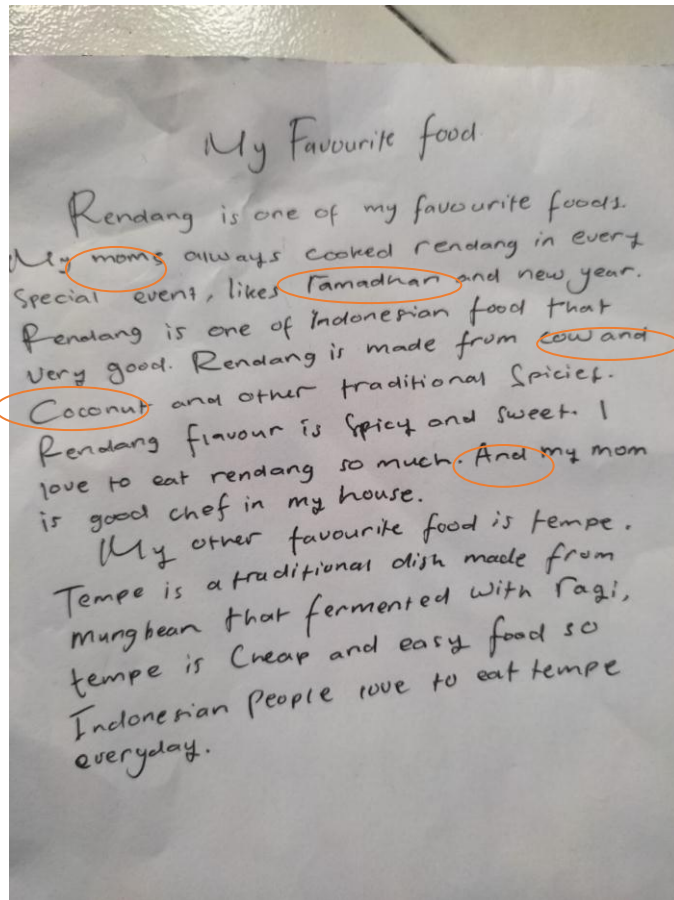 My Favourite food.
Rendang is one of my favourite foods.
My moms always cooked rendang in every
Special event, likes ramadhan and new year.
Rendang is one of Indonesian food that
very good. Rendang is made from cow and
Coconut and other traditional Spicies.
Rendang flavour is Spicy and sweet. I
love to eat rendang so much. And my mom
is good chef in my house.
My other favourite food is tempe.
Tempe is a traditional dish made from
mungbean that fermented with ragi,
tempe is Cheap and easy food so
Indonesian People love to eat tempe
everyday.